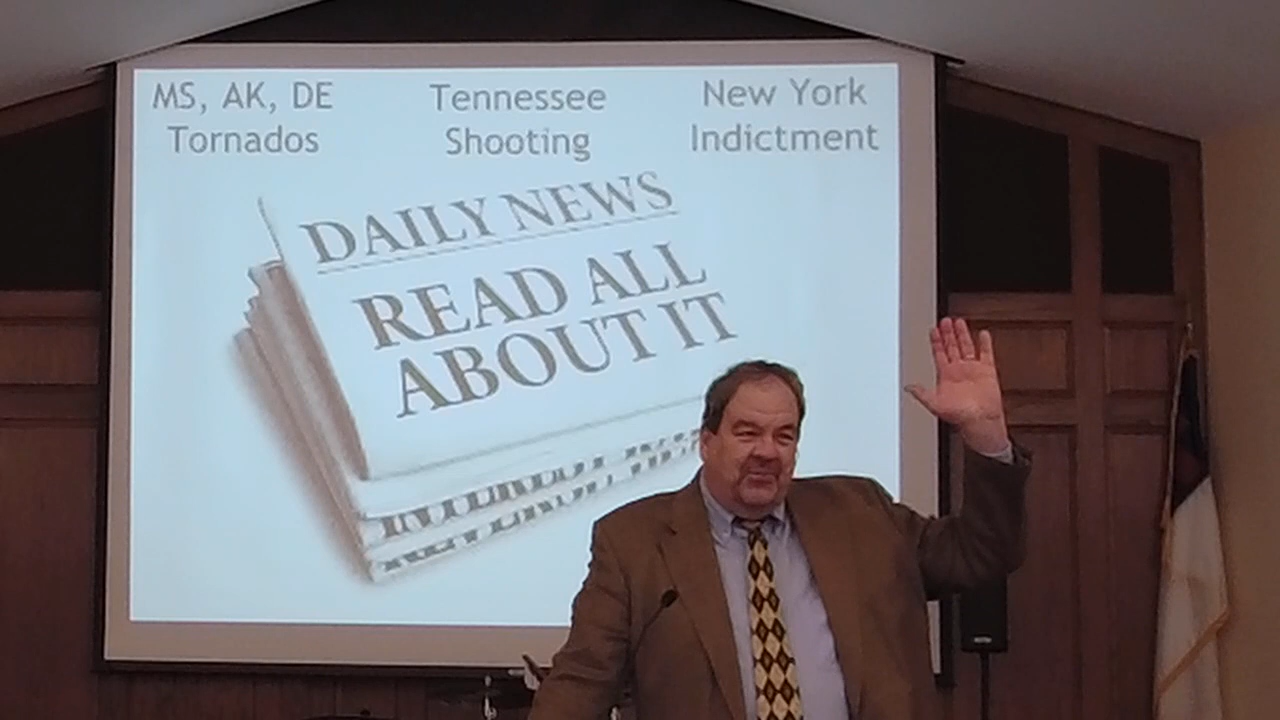 MS, AK, DE
Tornados
Tennessee
Shooting
New York
Indictment
DAILY NEWS
READ ALL
ABOUT IT